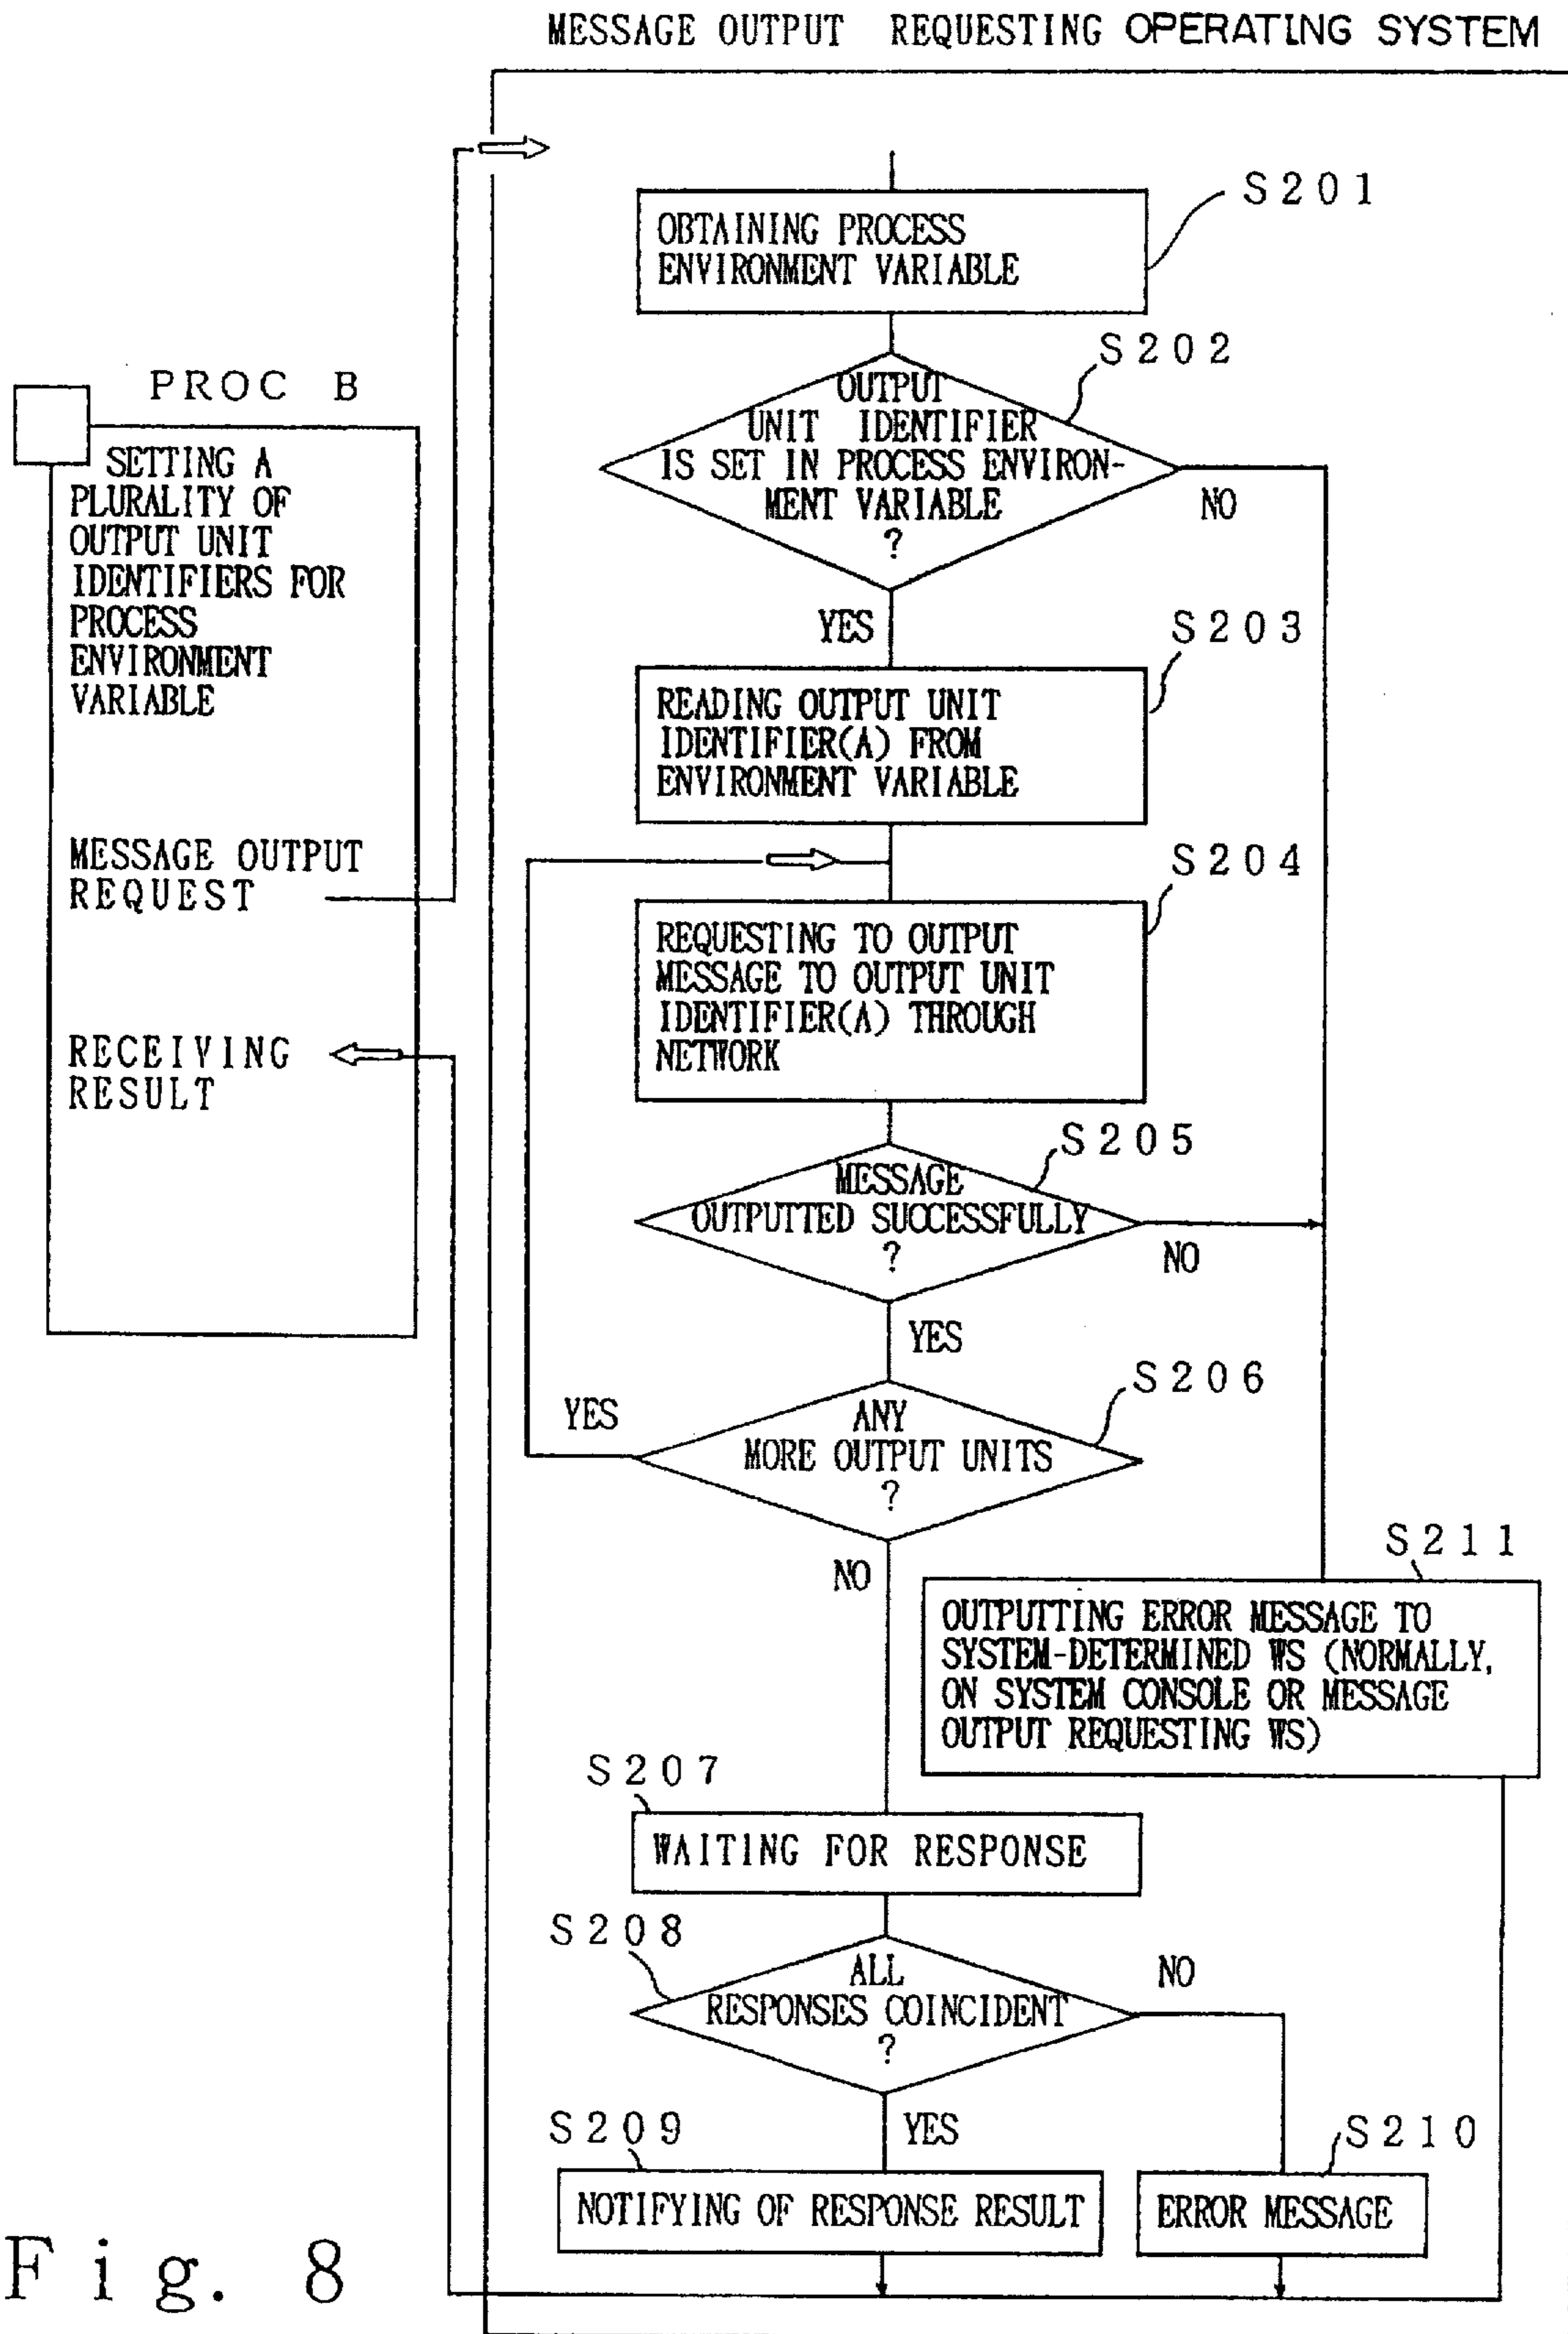 MESSAGE OUTPUT REQUESTING OPERATING SYSTEM
S201
OBTAINING PROCESS
ENVIRONMENT VARIABLE
S202
OUTPUT
UNIT IDENTIFIER
IS SET IN PROCESS ENVIRON-
MENT VARIABLE
?
NO
YES
PROC B
SETTING A
PLURALITY OF
OUTPUT UNIT
IDENTIFIERS FOR
PROCESS
ENVIRONMENT
VARIABLE
MESSAGE OUTPUT
REQUEST
RECEIVING
RESULT
S203
READING OUTPUT UNIT
IDENTIFIER(A) FROM
ENVIRONMENT VARIABLE
S204
REQUESTING TO OUTPUT
MESSAGE TO OUTPUT UNIT
IDENTIFIER(A) THROUGH
NETWORK
S205
MESSAGE
OUTPUTTED SUCCESSFULLY
?
NO
YES
S206
YES
ANY
MORE OUTPUT UNITS
?
NO
S211
OUTPUTTING ERROR MESSAGE TO
SYSTEM-DETERMINED WS (NORMALLY,
ON SYSTEM CONSOLE OR MESSAGE
OUTPUT REQUESTING WS)
S207
WAITING FOR RESPONSE
S208
ALL
RESPONSES COINCIDENT
?
NO
YES
S209
NOTIFYING OF RESPONSE RESULT
S210
ERROR MESSAGE
Fig. 8